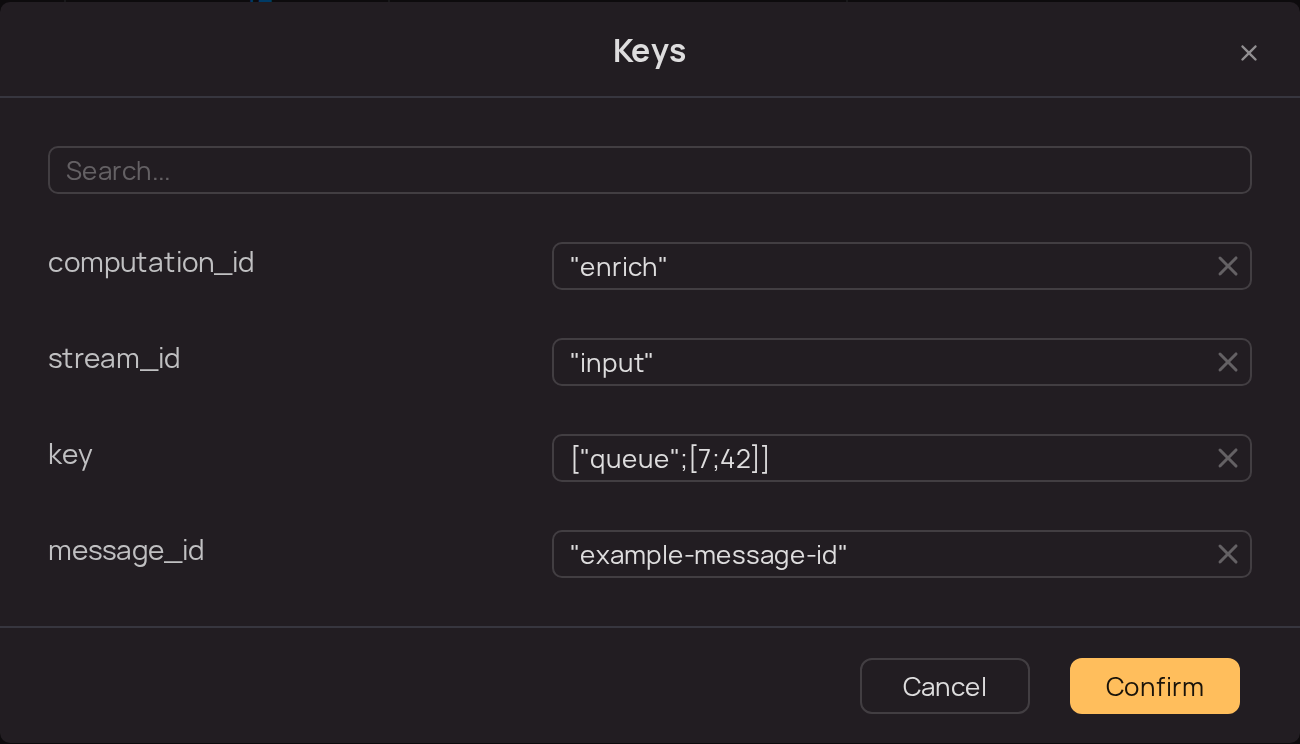 Keys
Search...
computation_id "enrich"
stream_id "input"
key ["queue";[7;42]]
message_id "example-message-id"
Cancel Confirm